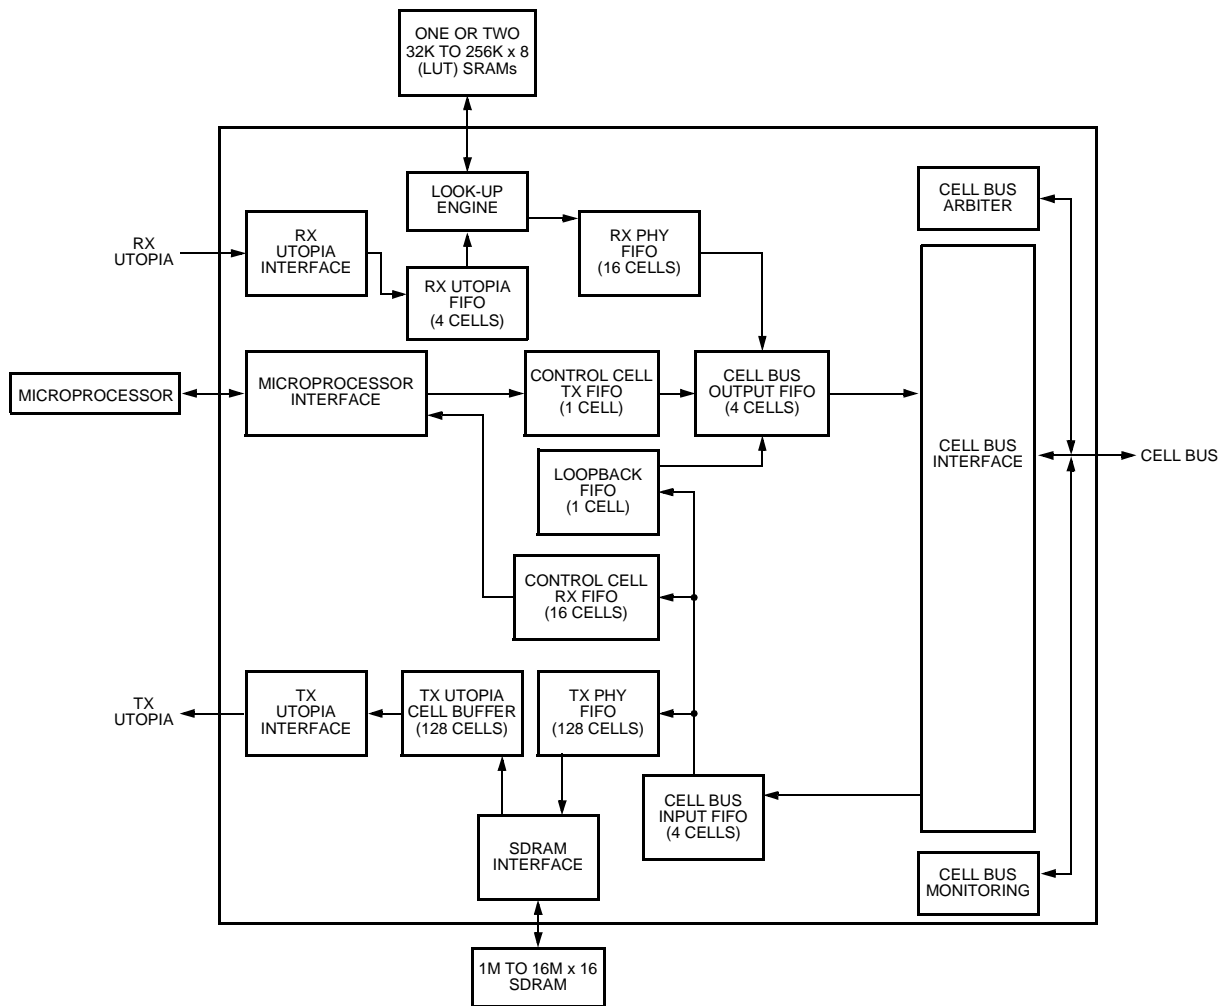 ONE OR TWO
32K TO 256K x 8
(LUT) SRAMs
LOOK-UP
ENGINE
CELL BUS
ARBITER
RX
UTOPIA
RX
UTOPIA
INTERFACE
RX PHY
FIFO
(16 CELLS)
RX UTOPIA
FIFO
(4 CELLS)
MICROPROCESSOR
MICROPROCESSOR
INTERFACE
CONTROL CELL
TX FIFO
(1 CELL)
CELL BUS
OUTPUT FIFO
(4 CELLS)
CELL BUS
INTERFACE
CELL BUS
LOOPBACK
FIFO
(1 CELL)
CONTROL CELL
RX FIFO
(16 CELLS)
TX
UTOPIA
TX
UTOPIA
INTERFACE
TX UTOPIA
CELL BUFFER
(128 CELLS)
TX PHY
FIFO
(128 CELLS)
CELL BUS
INPUT FIFO
(4 CELLS)
SDRAM
INTERFACE
CELL BUS
MONITORING
1M TO 16M x 16
SDRAM